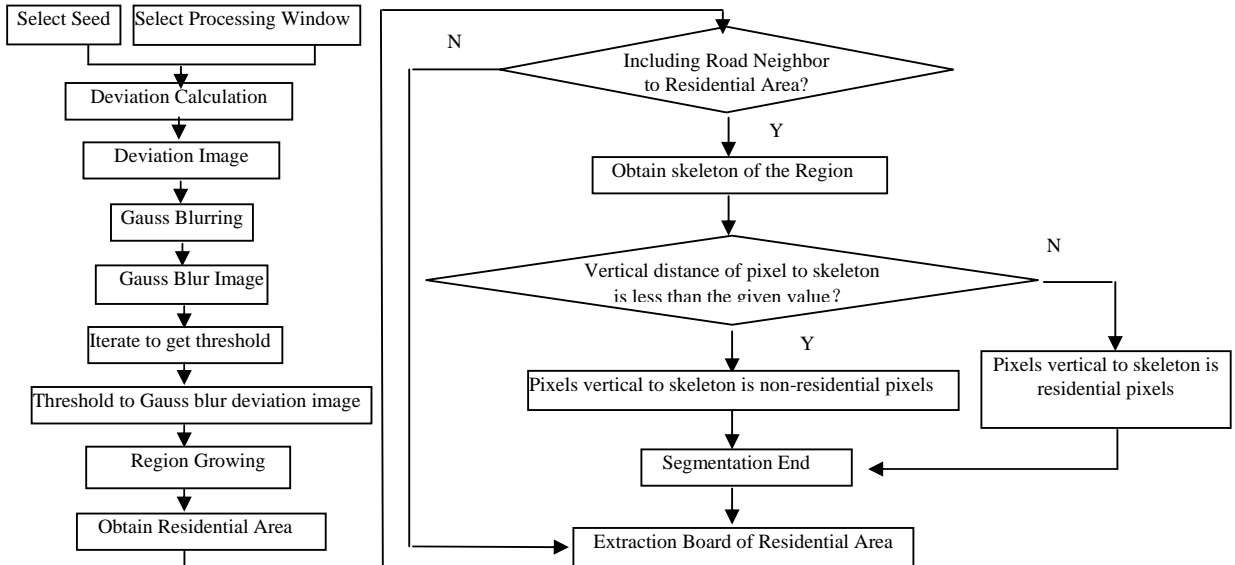 Select Seed
Select Processing Window
Deviation Calculation
Deviation Image
Gauss Blurring
Gauss Blur Image
Iterate to get threshold
Threshold to Gauss blur deviation image
Region Growing
Obtain Residential Area
N
Including Road Neighbor
to Residential Area?
Y
Obtain skeleton of the Region
N
Vertical distance of pixel to skeleton
is less than the given value?
Y
Pixels vertical to skeleton is non-residential pixels
Pixels vertical to skeleton is
residential pixels
Segmentation End
Extraction Board of Residential Area